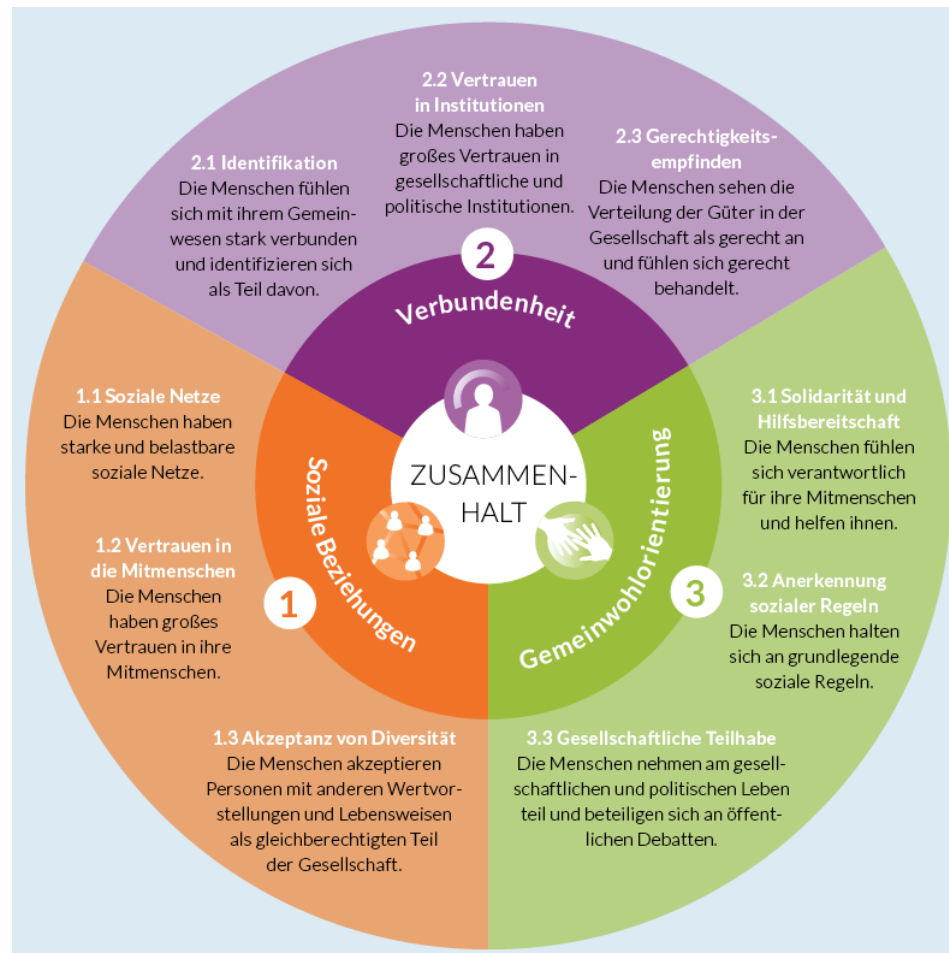 ZUSAMMEN-
HALT
1
Soziale Beziehungen
1.1 Soziale Netze
Die Menschen haben
starke und belastbare
soziale Netze.
1.2 Vertrauen in
die Mitmenschen
Die Menschen
haben großes
Vertrauen in ihre
Mitmenschen.
1.3 Akzeptanz von Diversität
Die Menschen akzeptieren
Personen mit anderen Wertvor-
stellungen und Lebensweisen
als gleichberechtigten Teil
der Gesellschaft.
2
Verbundenheit
2.1 Identifikation
Die Menschen fühlen
sich mit ihrem Gemein-
wesen stark verbunden
und identifizieren sich
als Teil davon.
2.2 Vertrauen
in Institutionen
Die Menschen haben
großes Vertrauen in
gesellschaftliche und
politische Institutionen.
2.3 Gerechtigkeits-
empfinden
Die Menschen sehen die
Verteilung der Güter in der
Gesellschaft als gerecht an
und fühlen sich gerecht
behandelt.
3
Gemeinwohlorientierung
3.1 Solidarität und
Hilfsbereitschaft
Die Menschen fühlen
sich verantwortlich
für ihre Mitmenschen
und helfen ihnen.
3.2 Anerkennung
sozialer Regeln
Die Menschen halten
sich an grundlegende
soziale Regeln.
3.3 Gesellschaftliche Teilhabe
Die Menschen nehmen am gesell-
schaftlichen und politischen Leben
teil und beteiligen sich an öffent-
lichen Debatten.